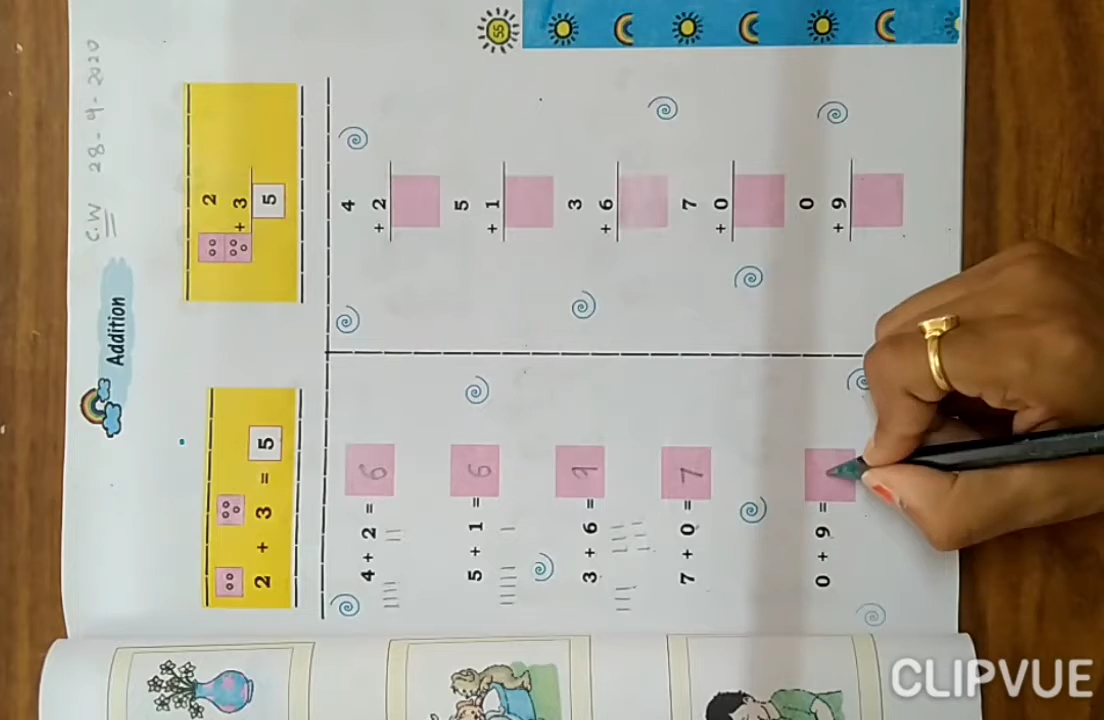 C.W 28-4-2020
Addition
2 + 3 = 5
4 + 2 = 6
5 + 1 = 6
3 + 6 = 9
7 + 0 = 7
0 + 9 =
2
+ 3
5
4
+ 2
5
+ 1
3
+ 6
7
+ 0
0
+ 9
55
CLIPVUE